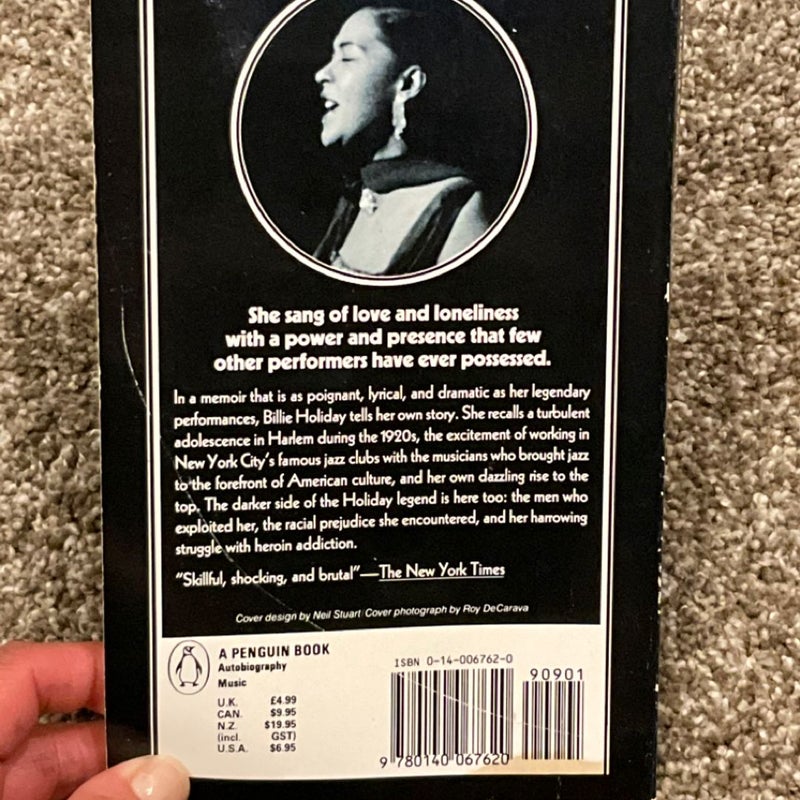 She sang of love and loneliness
with a power and presence that few
other performers have ever possessed.
In a memoir that is as poignant, lyrical, and dramatic as her legendary
performances, Billie Holiday tells her own story. She recalls a turbulent
adolescence in Harlem during the 1920s, the excitement of working in
New York City's famous jazz clubs with the musicians who brought jazz
to the forefront of American culture, and her own dazzling rise to the
top. The darker side of the Holiday legend is here too: the men who
exploited her, the racial prejudice she encountered, and her harrowing
struggle with heroin addiction.
"Skillful, shocking, and brutal"—The New York Times
Cover design by Neil Stuart/Cover photograph by Roy DeCarava
A PENGUIN BOOK
Autobiography
Music
U.K. £4.99
CAN. $9.95
N.Z. $19.95
(incl. GST)
U.S.A. $6.95
ISBN 0-14-006762-0
90901
9 780140 067620